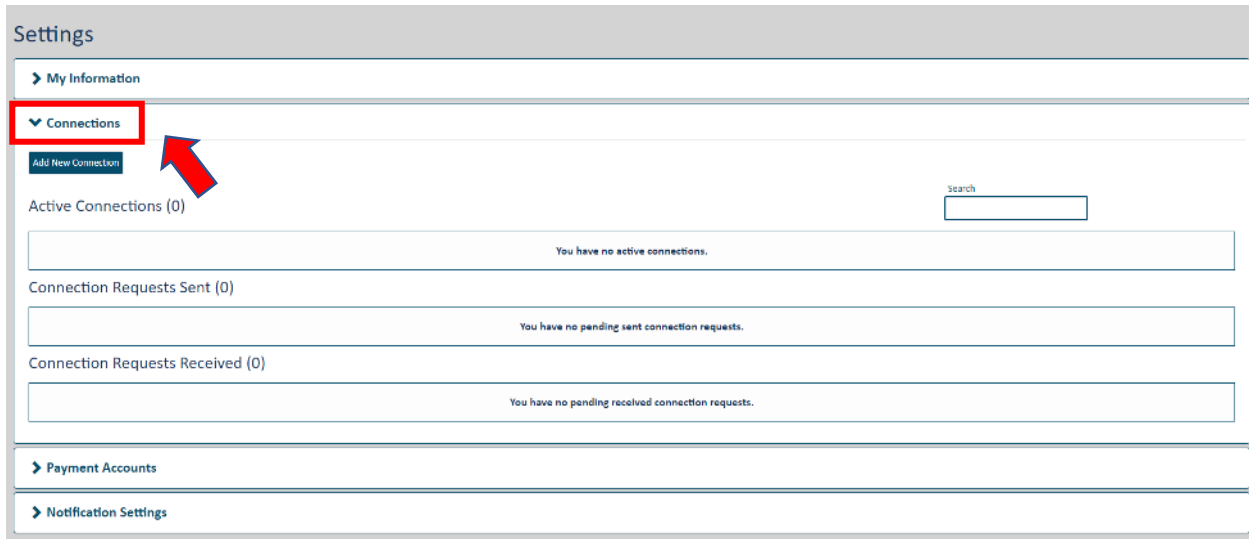 Settings
My Information
Connections
Add New Connection
Search
Active Connections (0)
You have no active connections.
Connection Requests Sent (0)
You have no pending sent connection requests.
Connection Requests Received (0)
You have no pending received connection requests.
Payment Accounts
Notification Settings